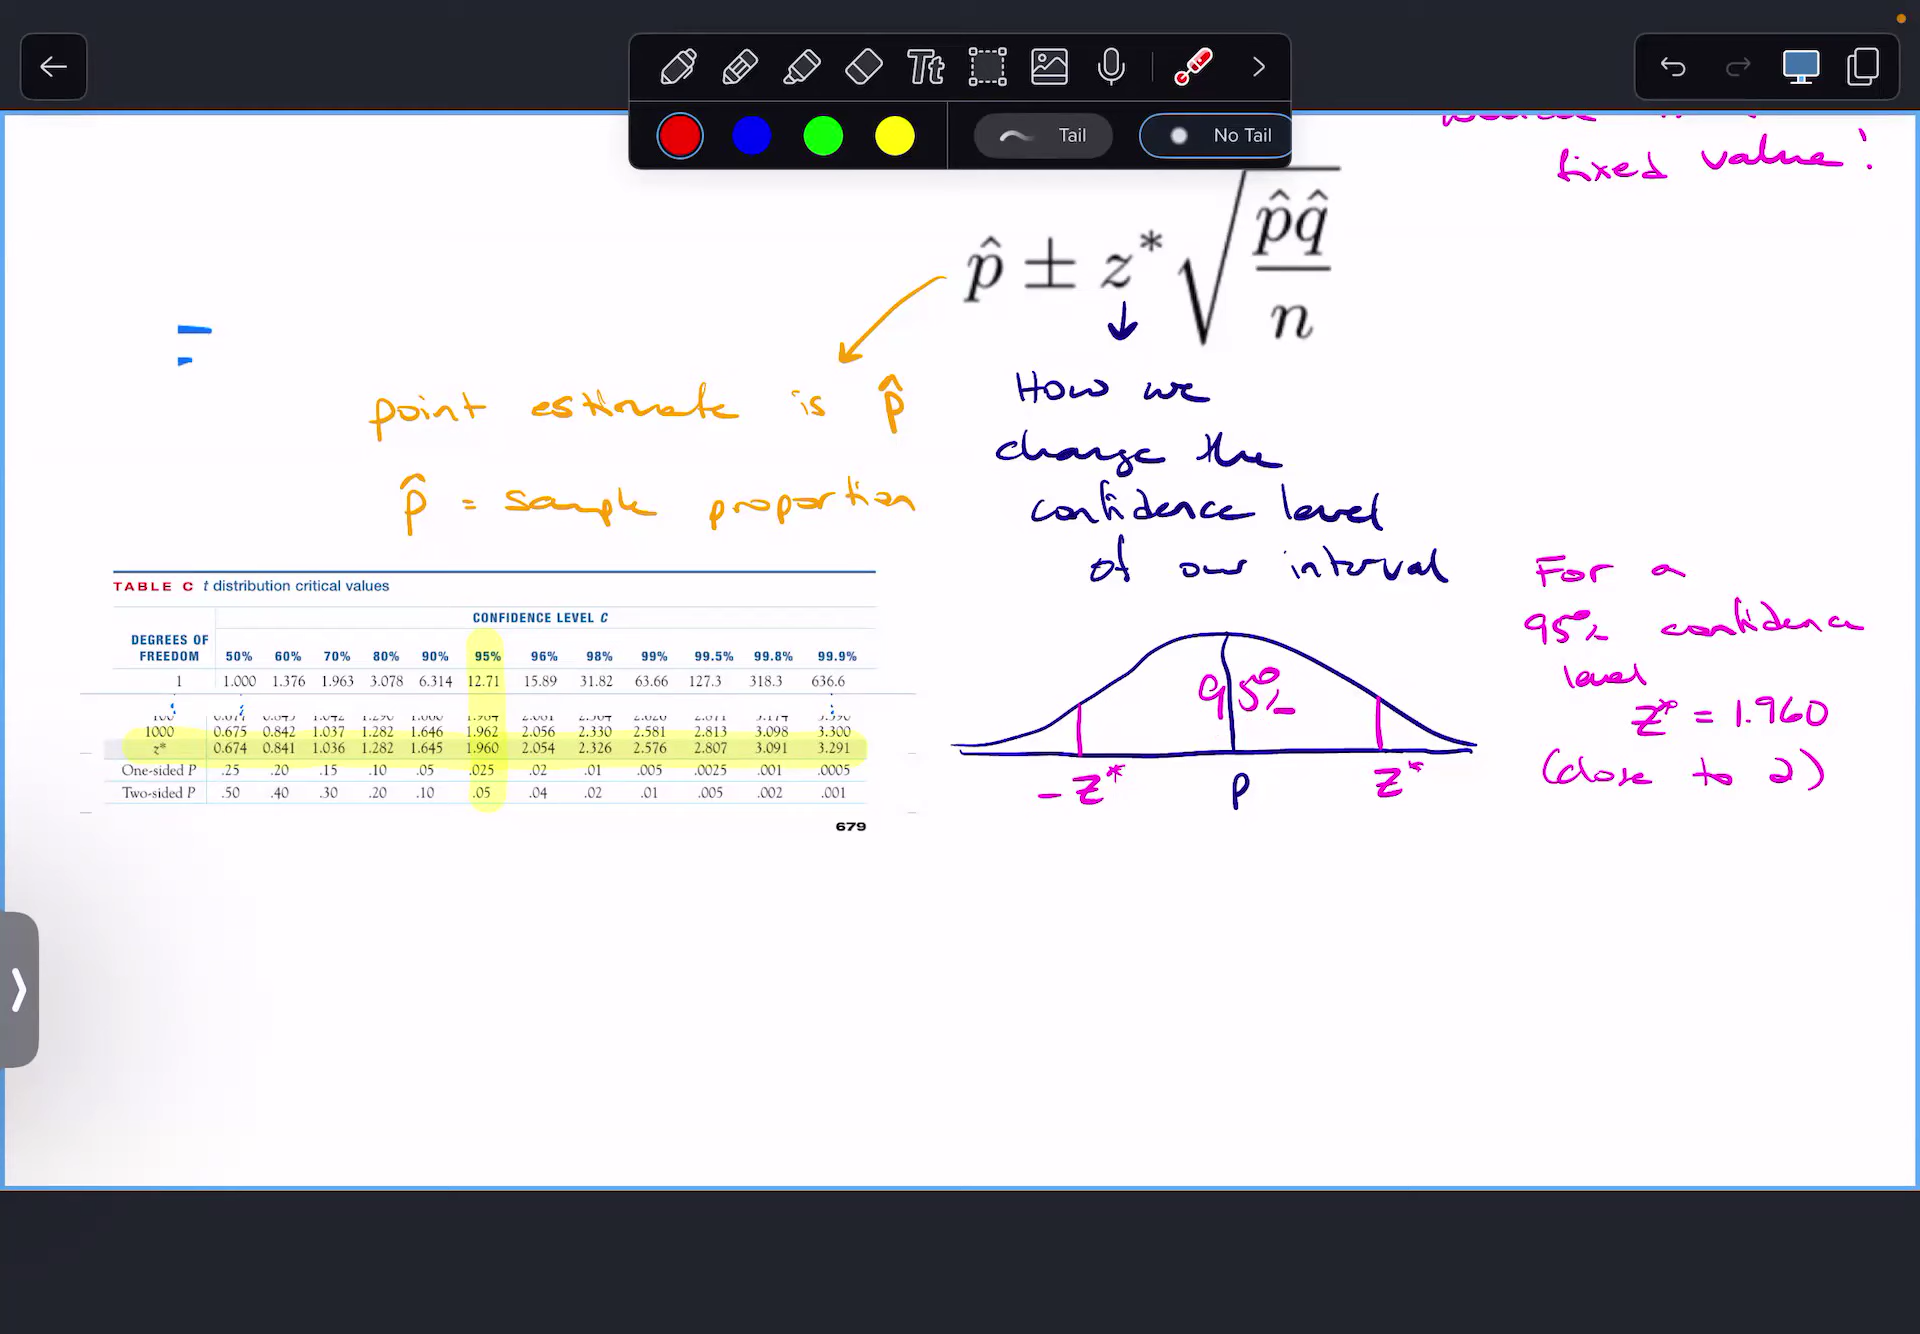 Tt
Tail
No Tail
fixed value!
p̂ ± z* √(p̂q̂/n)
point estimate is p̂
p̂ = sample proportion
How we
change the
confidence level
of our interval
TABLE C t distribution critical values
CONFIDENCE LEVEL C
DEGREES OF
FREEDOM 50% 60% 70% 80% 90% 95% 96% 98% 99% 99.5% 99.8% 99.9%
1 1.000 1.376 1.963 3.078 6.314 12.71 15.89 31.82 63.66 127.3 318.3 636.6
1000 0.675 0.842 1.037 1.282 1.646 1.962 2.056 2.330 2.581 2.813 3.098 3.300
z* 0.674 0.841 1.036 1.282 1.645 1.960 2.054 2.326 2.576 2.807 3.091 3.291
One-sided P .25 .20 .15 .10 .05 .025 .02 .01 .005 .0025 .001 .0005
Two-sided P .50 .40 .30 .20 .10 .05 .04 .02 .01 .005 .002 .001
679
95%
-z* p z*
For a
95% confidence
level
z* = 1.960
(close to 2)